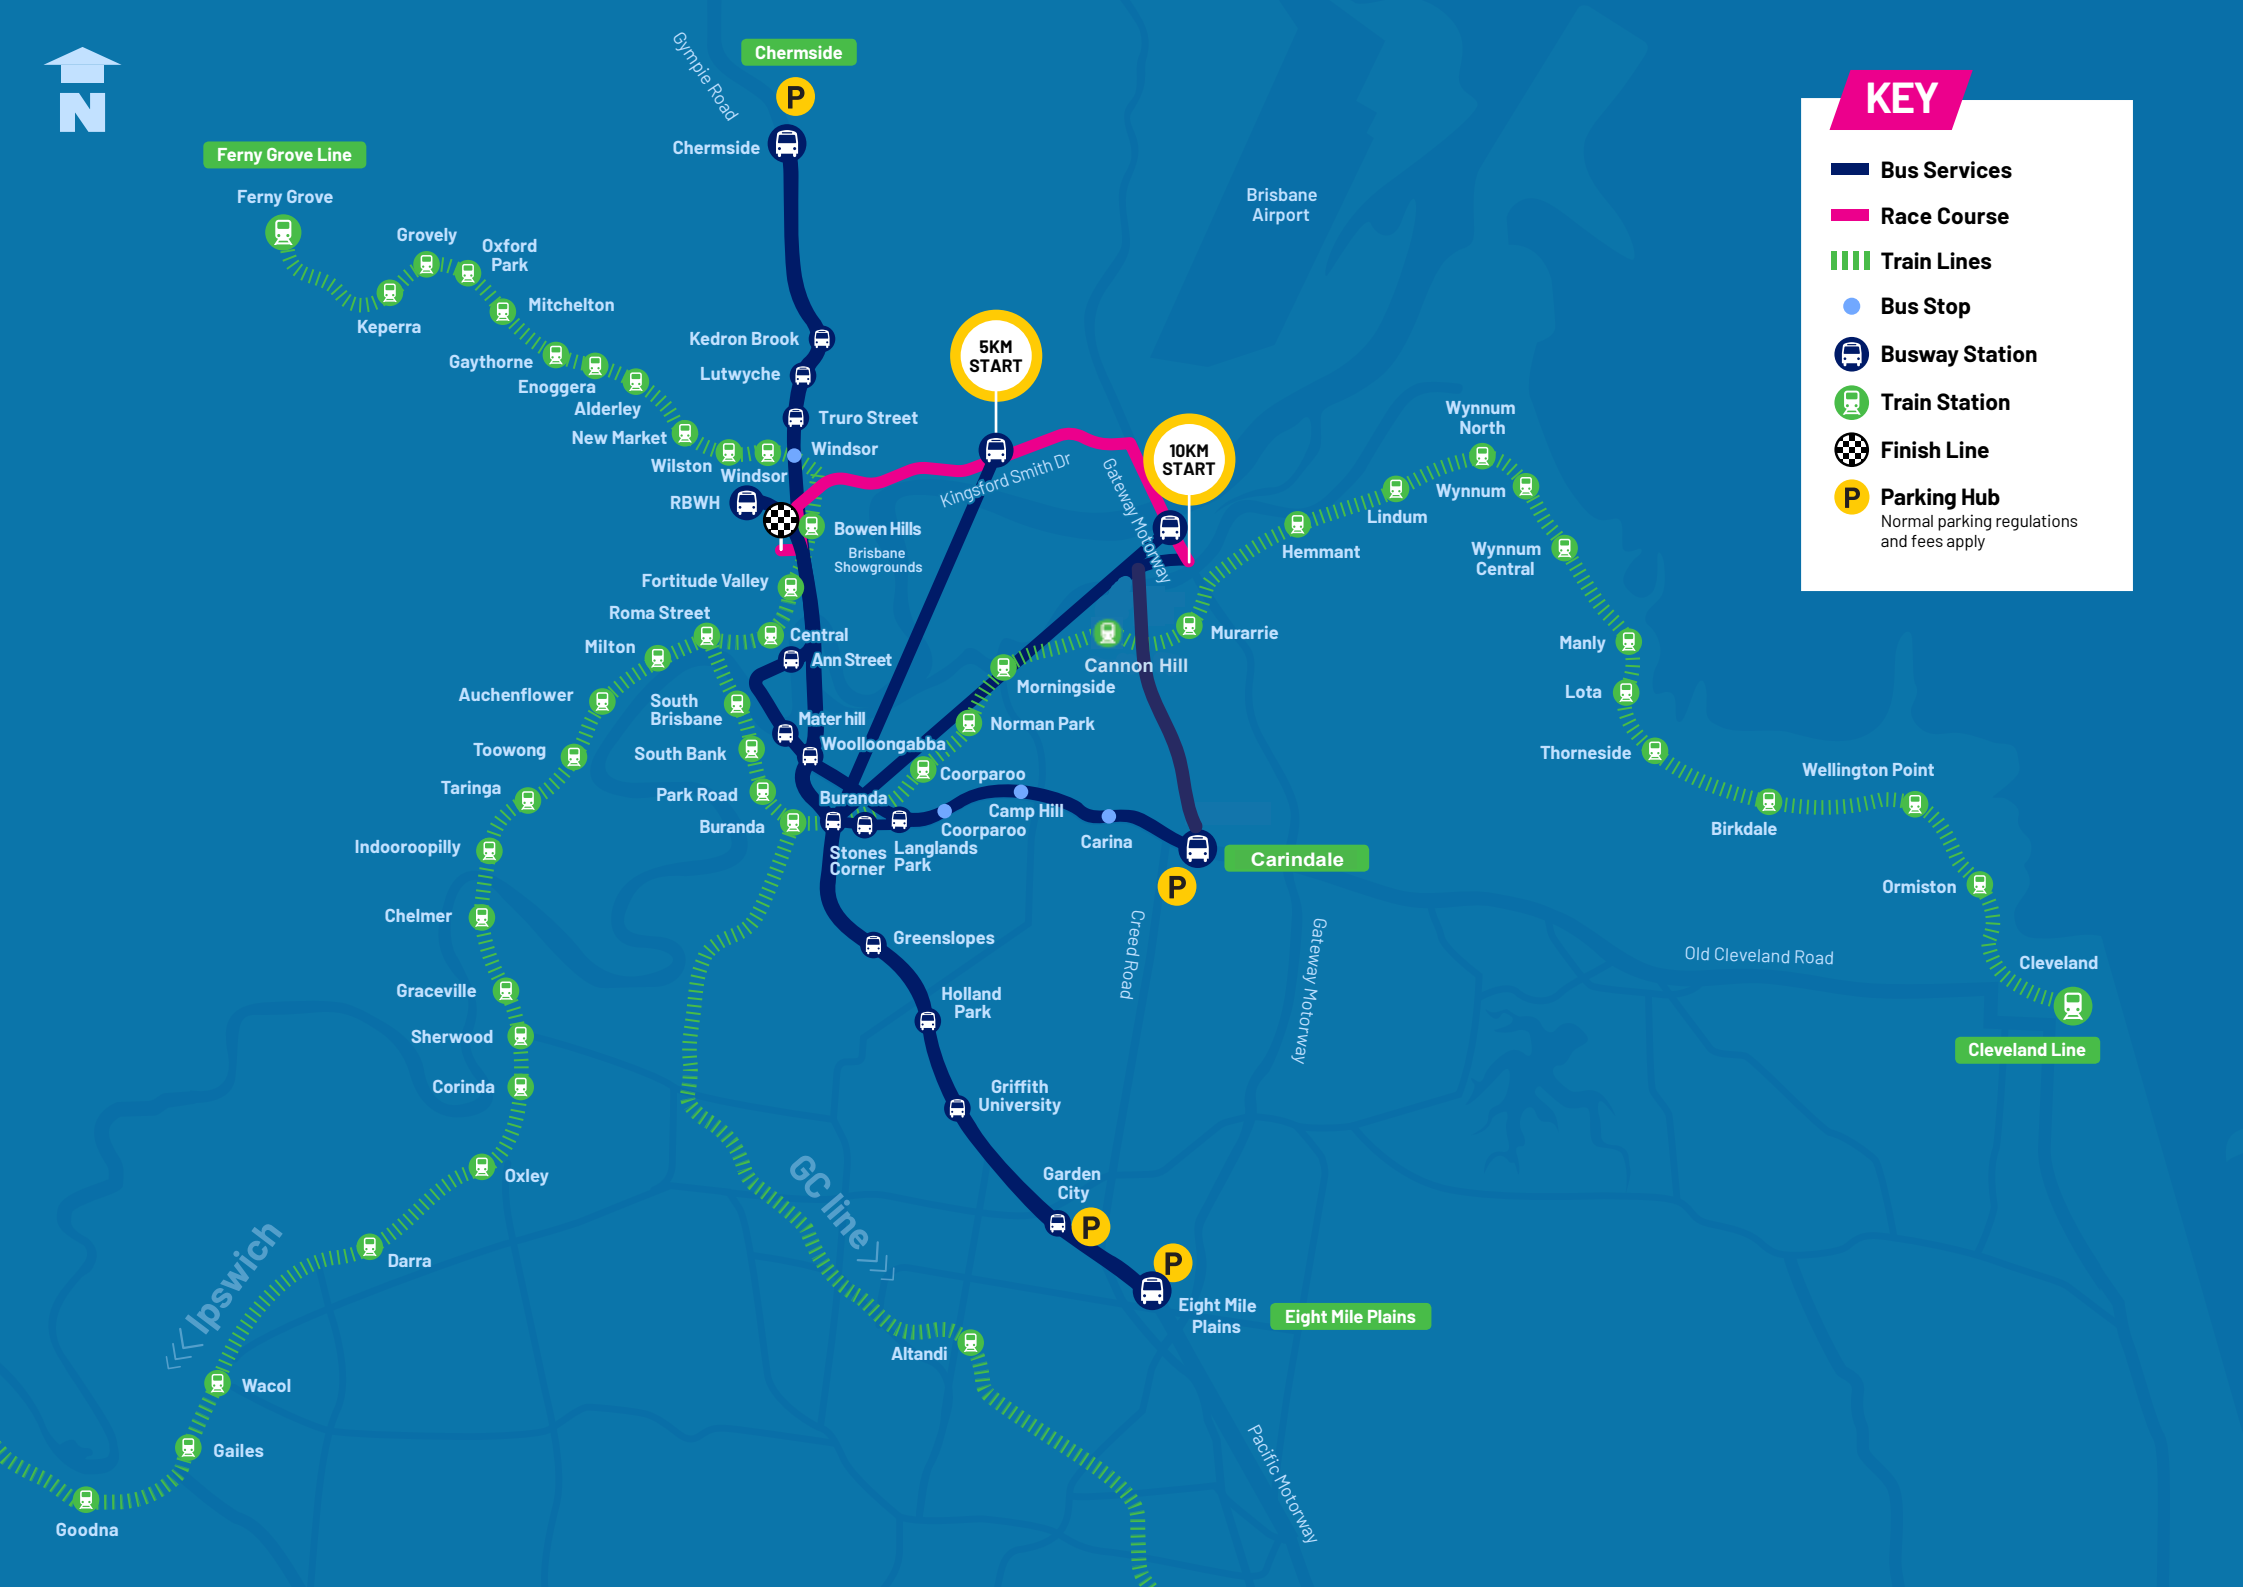 N
Gympie Road
Chermside
P
Chermside
Ferny Grove Line
Ferny Grove
Grovely
Oxford
Park
Keperra
Mitchelton
Gaythorne
Enoggera
Alderley
New Market
Wilston
Windsor
Kedron Brook
Lutwyche
Truro Street
Windsor
RBWH
5KM
START
Kingsford Smith Dr
10KM
START
Gateway Motorway
Brisbane
Airport
Bowen Hills
Brisbane
Showgrounds
Fortitude Valley
Roma Street
Milton
Central
Ann Street
Auchenflower
South
Brisbane
Mater hill
Woolloongabba
Toowong
South Bank
Taringa
Park Road
Buranda
Buranda
Indooroopilly
Chelmer
Graceville
Sherwood
Corinda
Oxley
Darra
Ipswich
Wacol
Gailes
Goodna
Wynnum
North
Wynnum
Lindum
Hemmant
Wynnum
Central
Murarrie
Cannon Hill
Morningside
Norman Park
Coorparoo
Camp Hill
Coorparoo
Carina
Stones
Corner
Langlands
Park
Carindale
P
Manly
Lota
Thorneside
Wellington Point
Birkdale
Ormiston
Cleveland
Cleveland Line
Old Cleveland Road
Creed Road
Gateway Motorway
Greenslopes
Holland
Park
Griffith
University
Garden
City
P
P
Eight Mile
Plains
Eight Mile Plains
GC line
Altandi
Pacific Motorway
KEY
Bus Services
Race Course
Train Lines
Bus Stop
Busway Station
Train Station
Finish Line
P
Parking Hub
Normal parking regulations
and fees apply